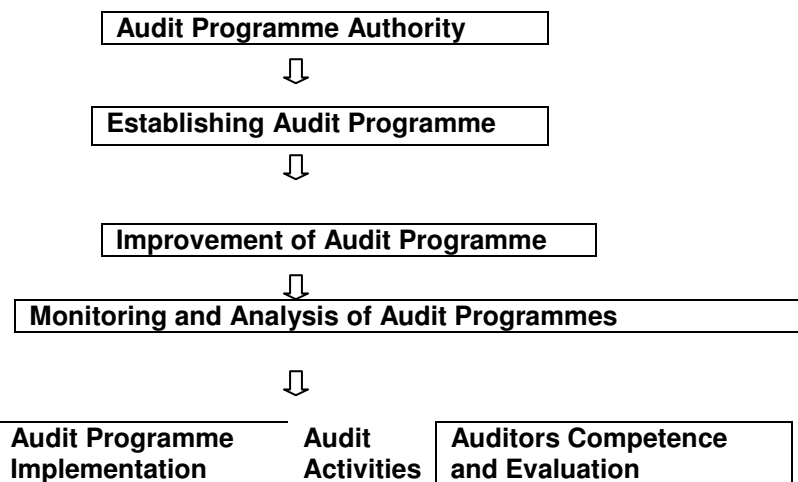 Audit Programme Authority
Establishing Audit Programme
Improvement of Audit Programme
Monitoring and Analysis of Audit Programmes
Audit Programme
Implementation
Audit
Activities
Auditors Competence
and Evaluation